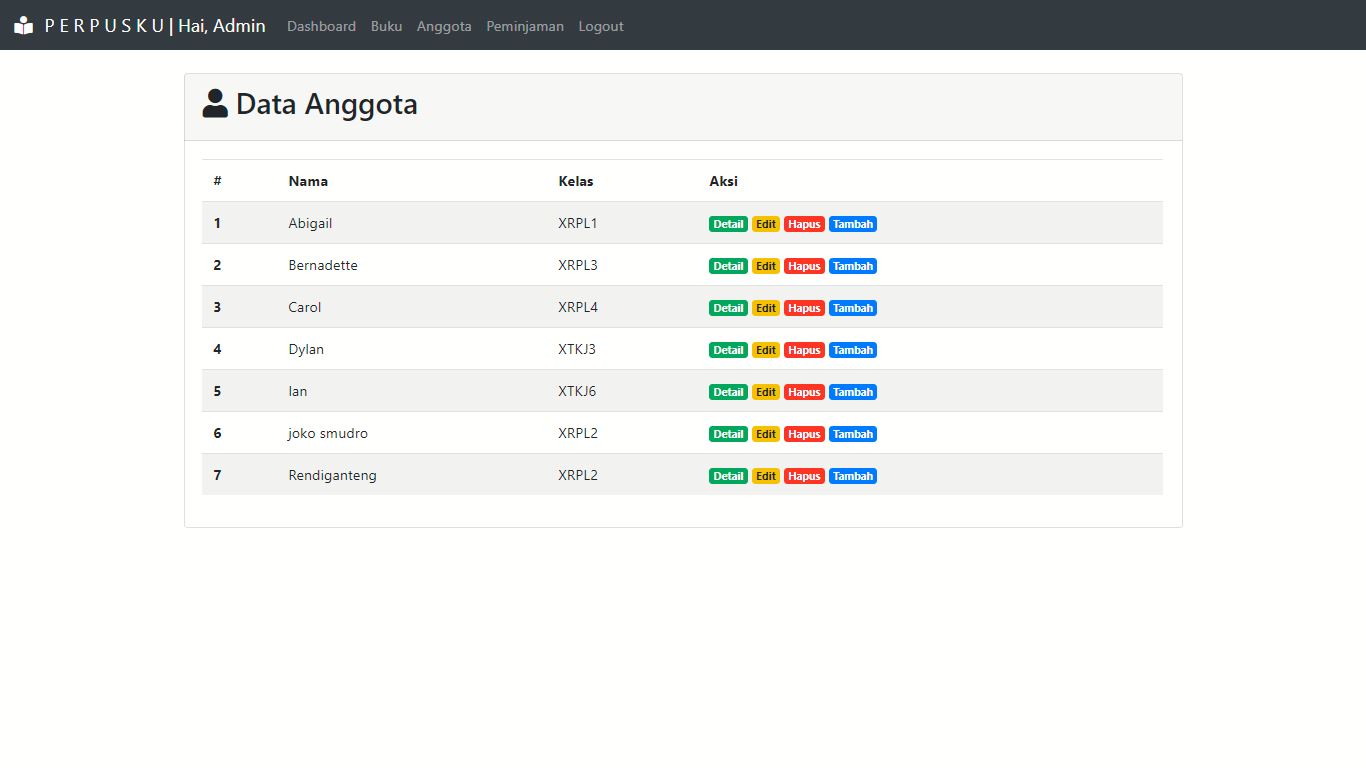 P E R P U S K U | Hai, Admin Dashboard Buku Anggota Peminjaman Logout
Data Anggota
# Nama Kelas Aksi
1 Abigail XRPL1 Detail Edit Hapus Tambah
2 Bernadette XRPL3 Detail Edit Hapus Tambah
3 Carol XRPL4 Detail Edit Hapus Tambah
4 Dylan XTKJ3 Detail Edit Hapus Tambah
5 Ian XTKJ6 Detail Edit Hapus Tambah
6 joko smudro XRPL2 Detail Edit Hapus Tambah
7 Rendiganteng XRPL2 Detail Edit Hapus Tambah